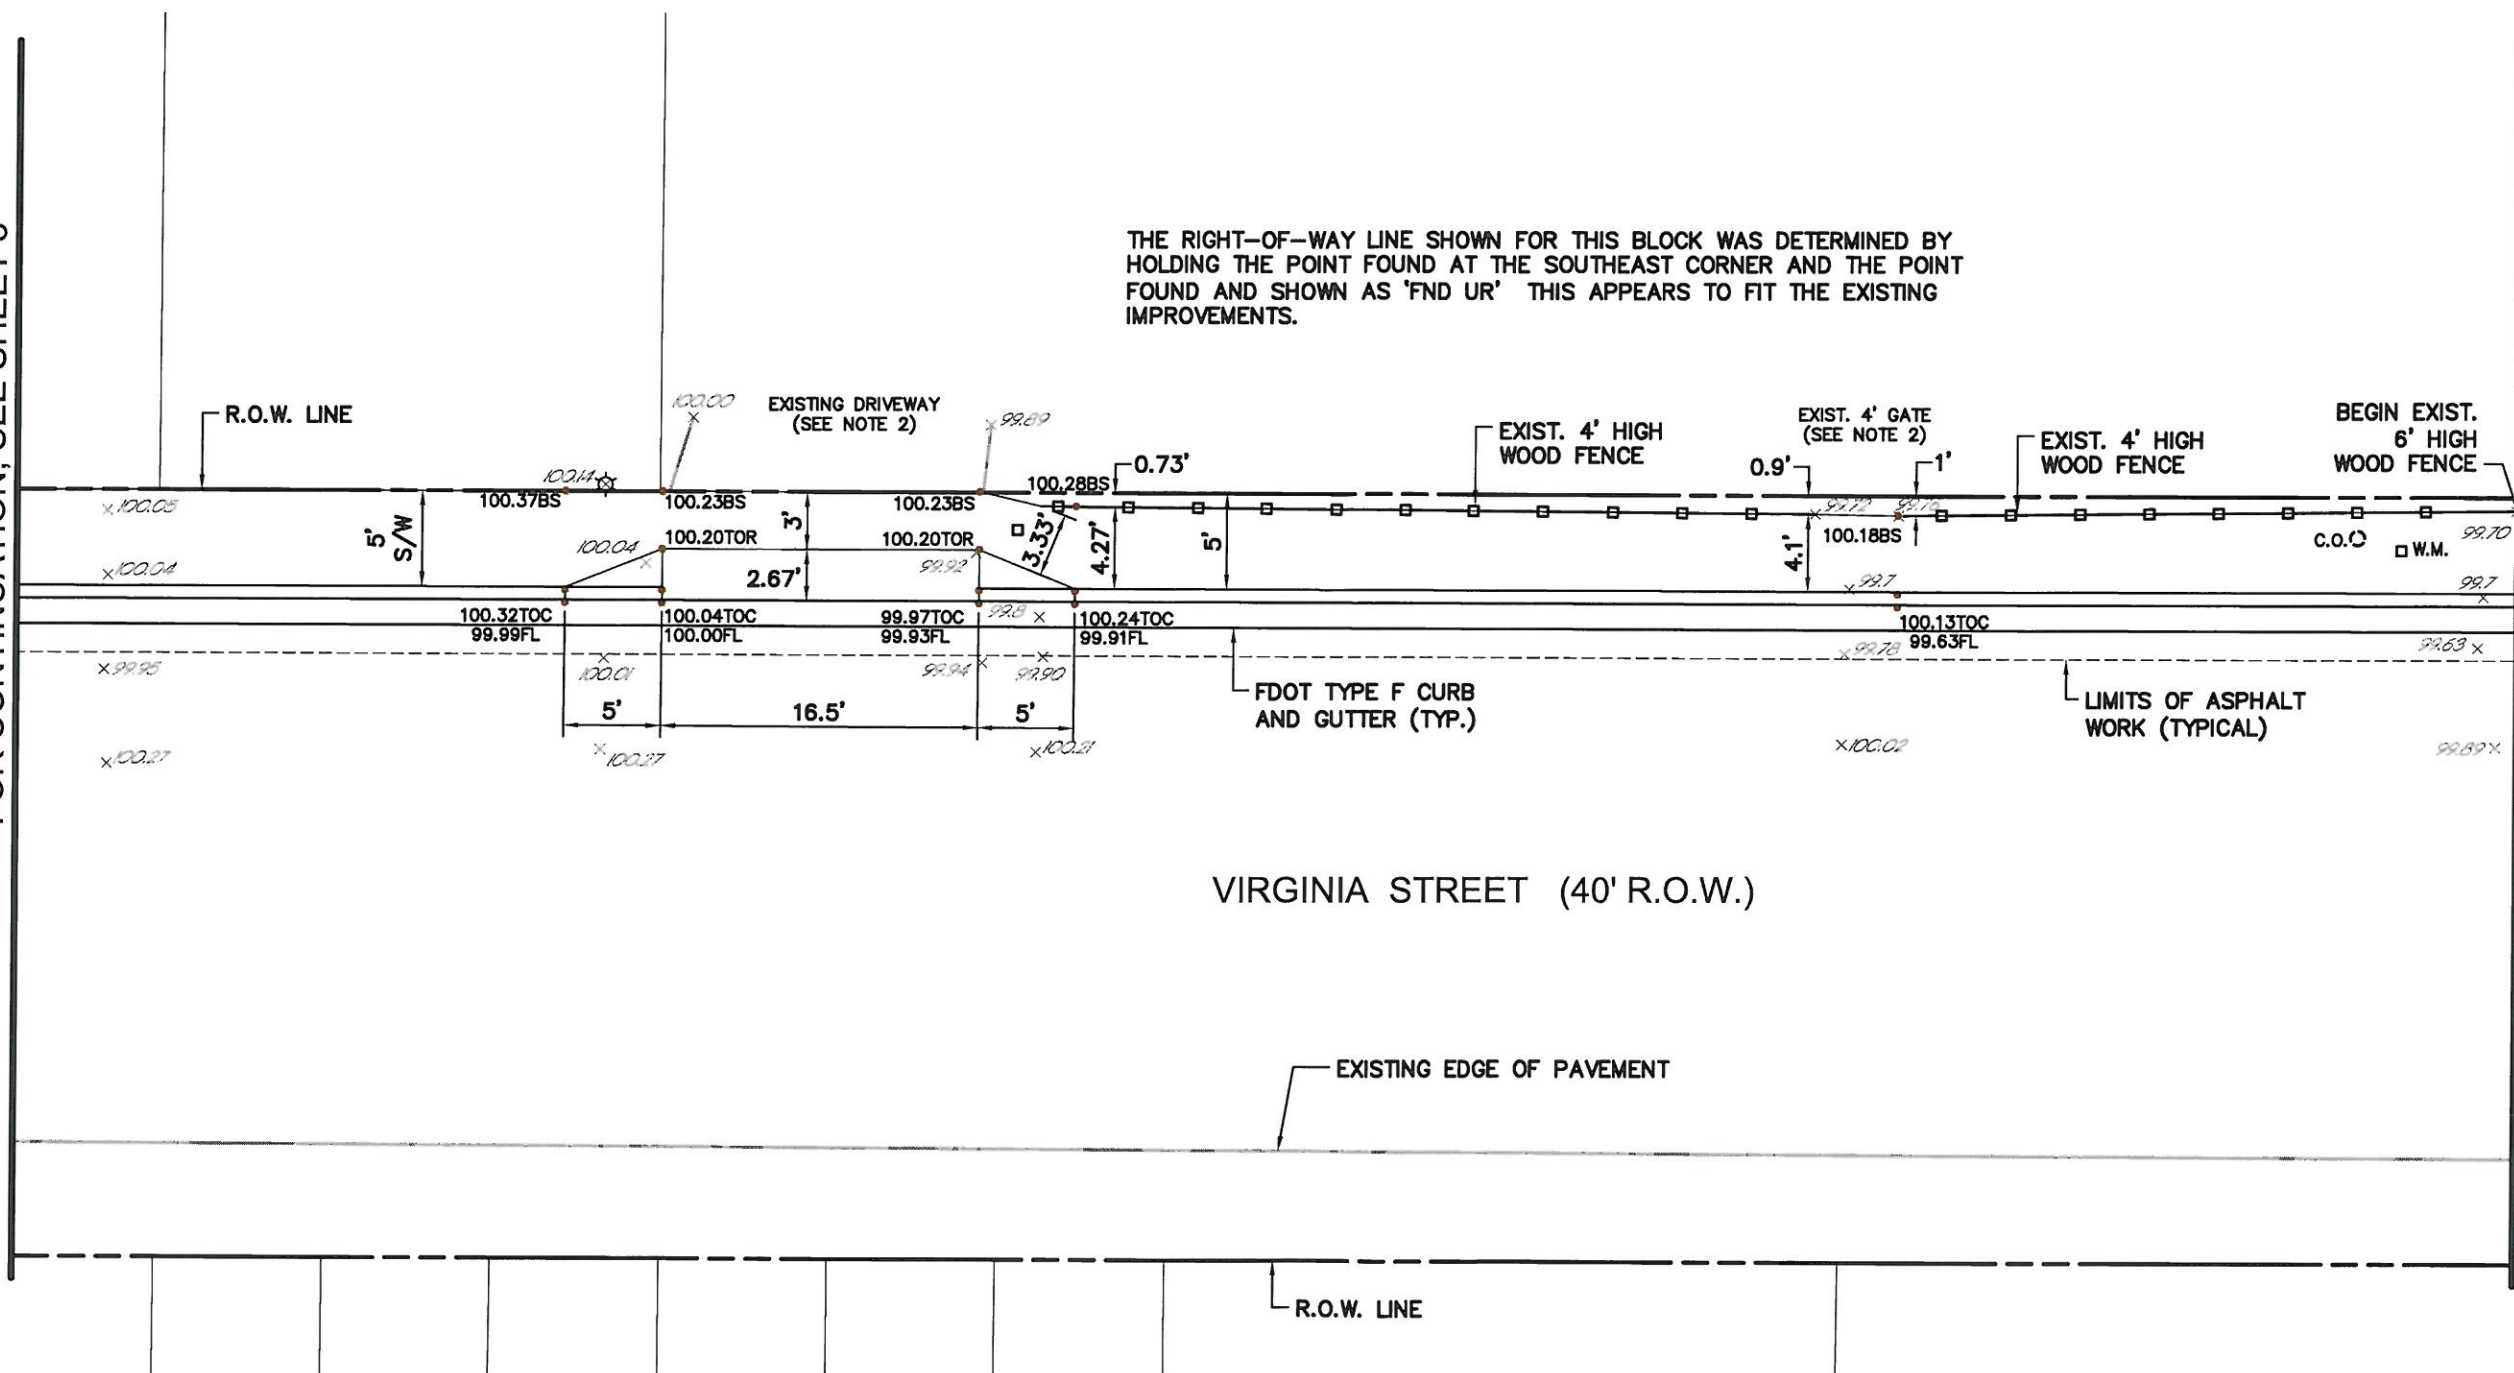 THE RIGHT-OF-WAY LINE SHOWN FOR THIS BLOCK WAS DETERMINED BY
HOLDING THE POINT FOUND AT THE SOUTHEAST CORNER AND THE POINT
FOUND AND SHOWN AS 'FND UR' THIS APPEARS TO FIT THE EXISTING
IMPROVEMENTS.
R.O.W. LINE
100.00
EXISTING DRIVEWAY
(SEE NOTE 2)
99.89
EXIST. 4' HIGH
WOOD FENCE
EXIST. 4' GATE
(SEE NOTE 2)
EXIST. 4' HIGH
WOOD FENCE
BEGIN EXIST.
6' HIGH
WOOD FENCE
0.73'
0.9'
1'
100.14
100.05
100.37BS
100.23BS
100.23BS
100.28BS
99.72
99.76
100.18BS
5'
S/W
3'
100.20TOR
100.20TOR
3.33'
4.27'
5'
4.1'
C.O.
W.M.
99.70
100.04
100.04
2.67'
99.92
99.7
99.7
100.32TOC
99.99FL
100.04TOC
100.00FL
99.97TOC
99.93FL
99.8
100.24TOC
99.91FL
100.13TOC
99.63FL
99.95
100.01
99.94
99.90
99.78
99.63
5'
16.5'
5'
FDOT TYPE F CURB
AND GUTTER (TYP.)
LIMITS OF ASPHALT
WORK (TYPICAL)
100.27
100.27
100.21
100.02
99.89
VIRGINIA STREET (40' R.O.W.)
EXISTING EDGE OF PAVEMENT
R.O.W. LINE